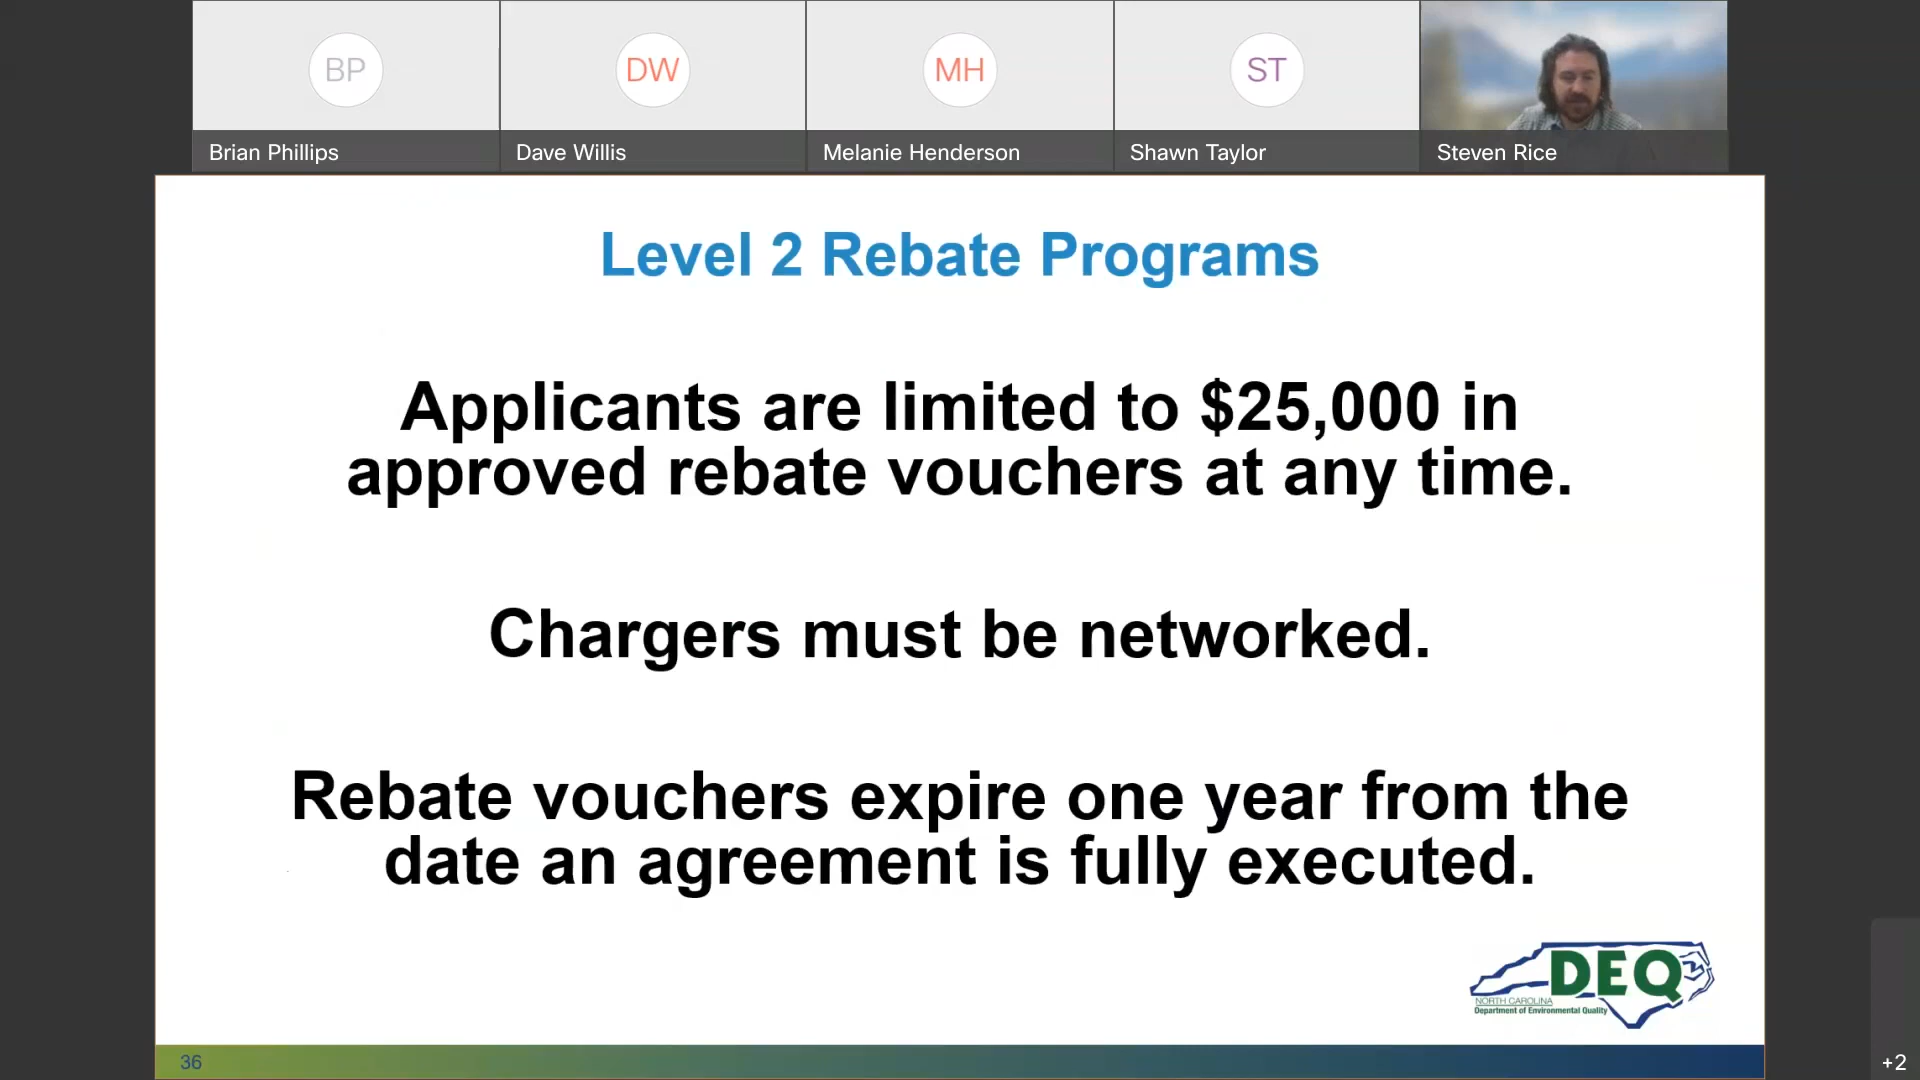 BP
DW
MH
ST
Brian Phillips
Dave Willis
Melanie Henderson
Shawn Taylor
Steven Rice
Level 2 Rebate Programs
Applicants are limited to $25,000 in
approved rebate vouchers at any time.
Chargers must be networked.
Rebate vouchers expire one year from the
date an agreement is fully executed.
DEQ
NORTH CAROLINA
Department of Environmental Quality
36
+2